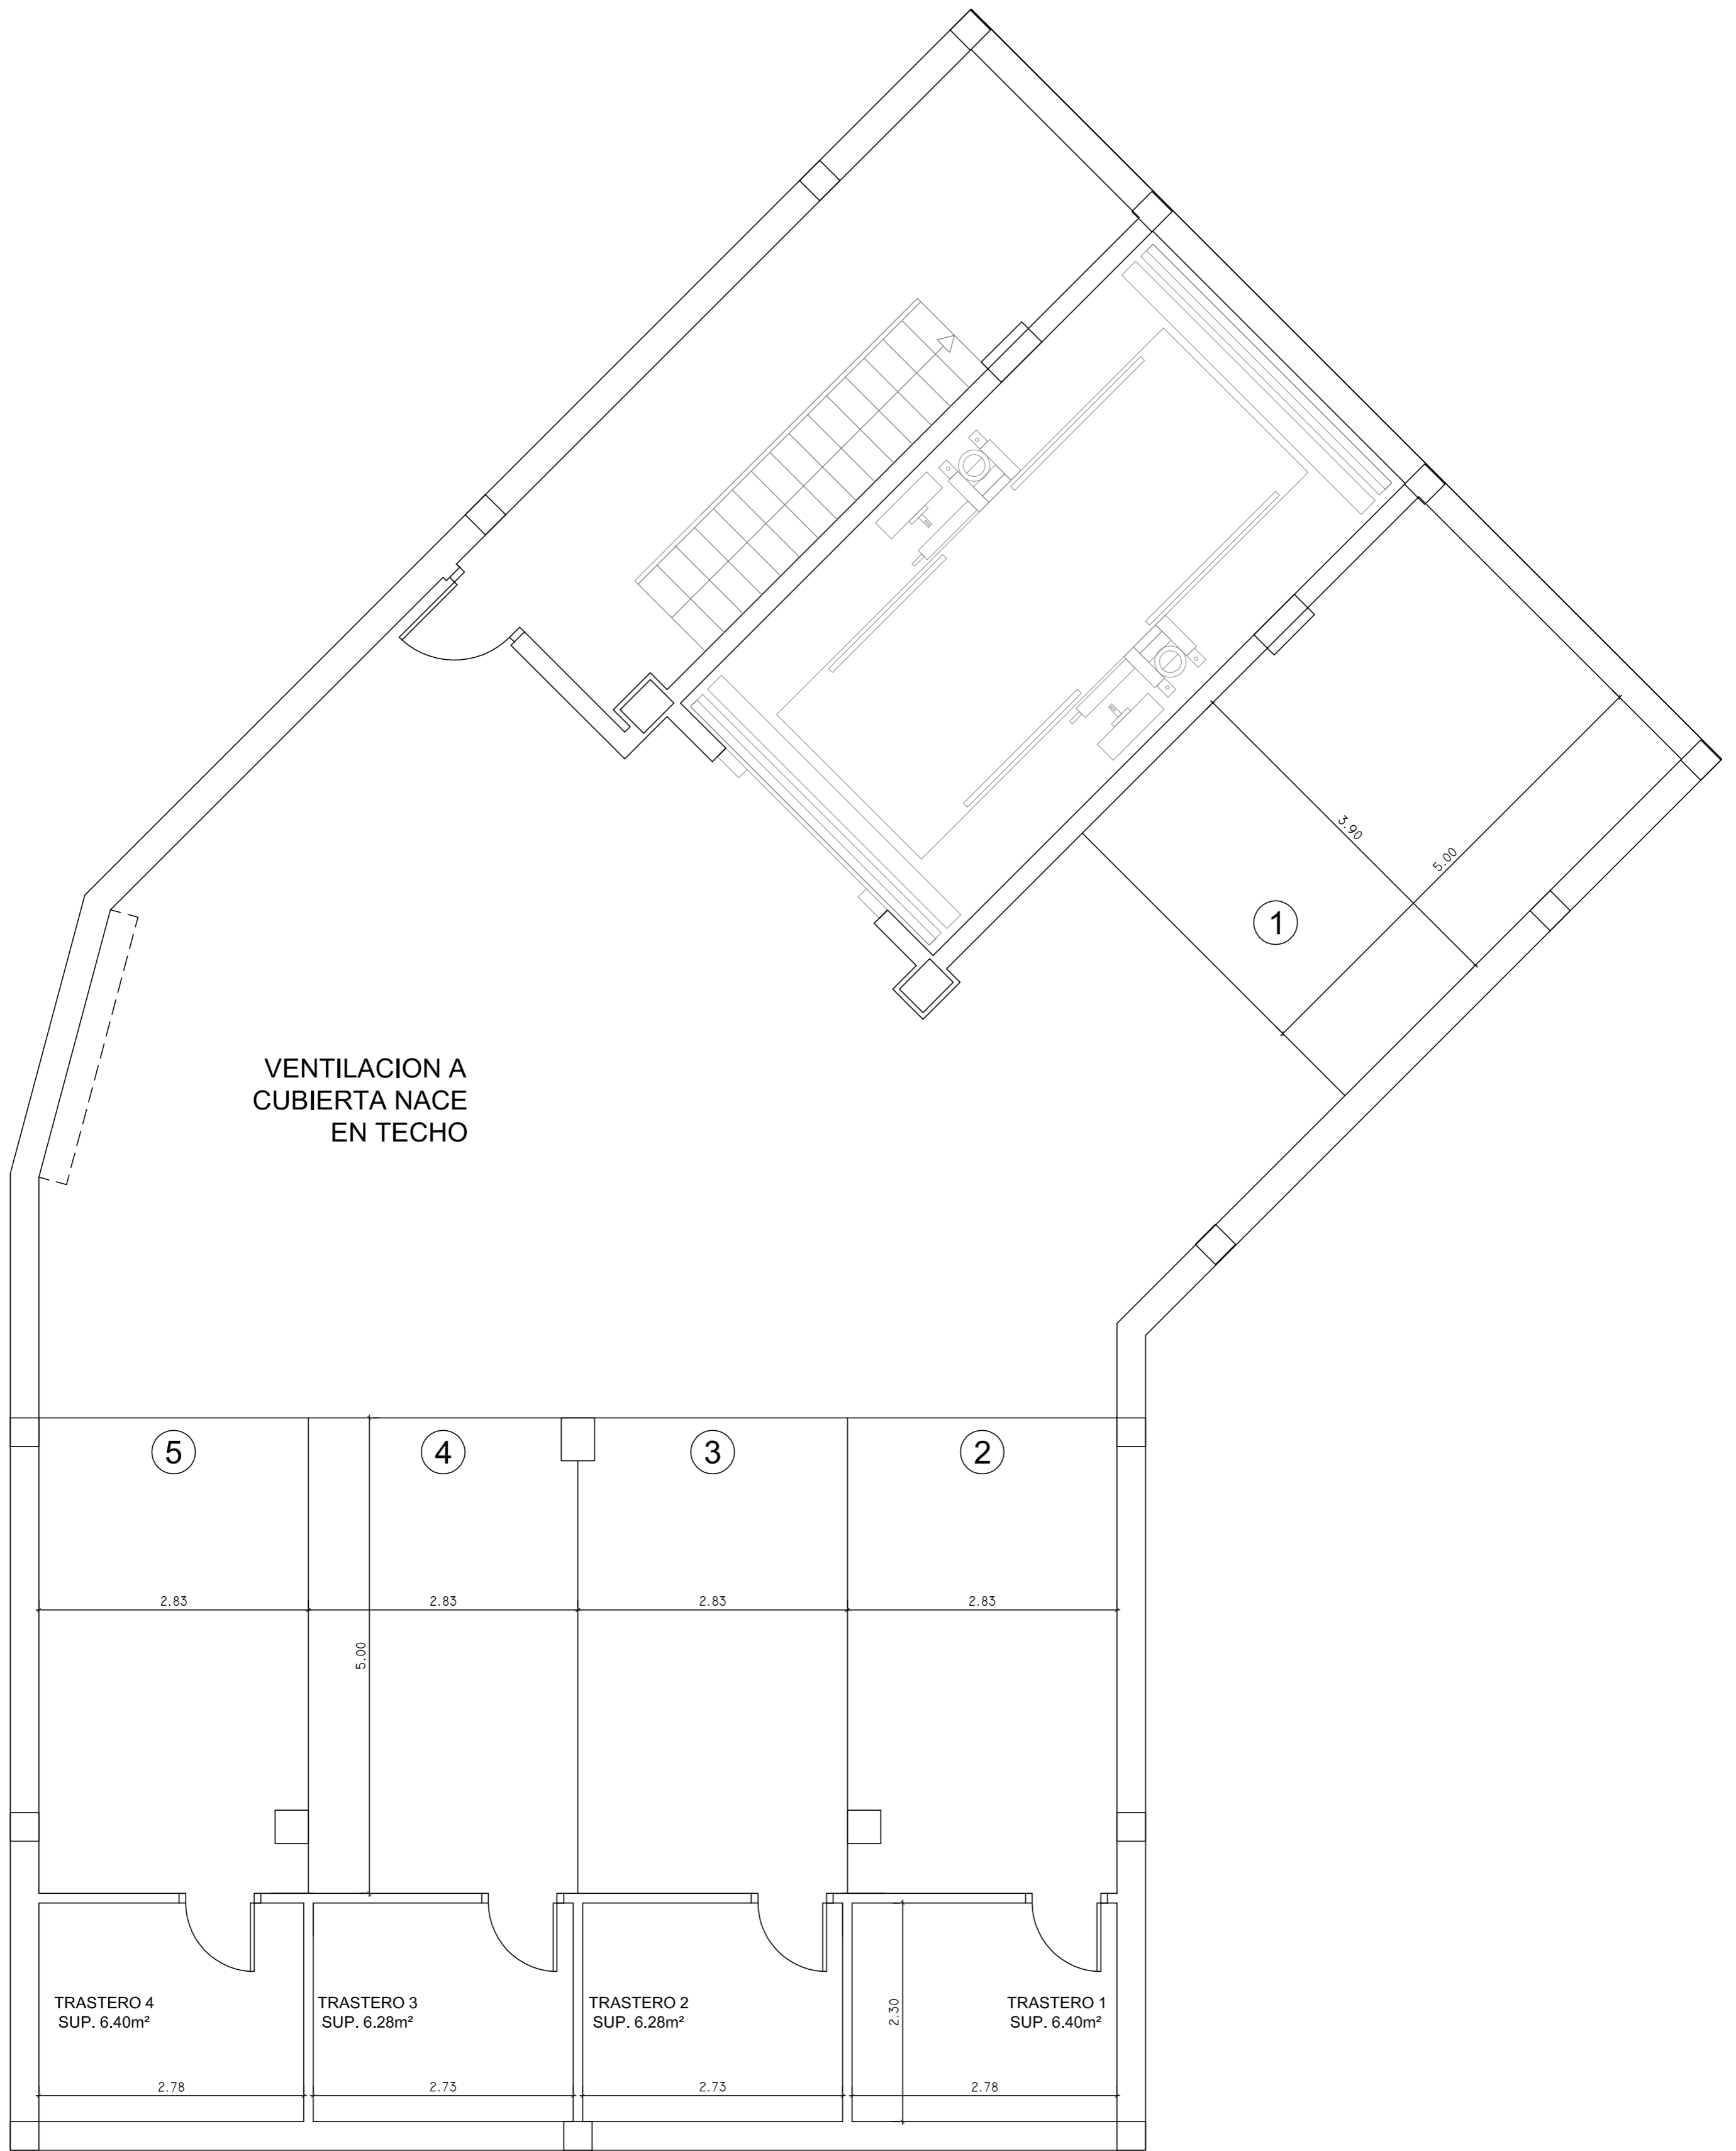 3.90
5.00
1
VENTILACION A
CUBIERTA NACE
EN TECHO
5
4
3
2
2.83
2.83
2.83
2.83
5.00
TRASTERO 4
SUP. 6.40m²
TRASTERO 3
SUP. 6.28m²
TRASTERO 2
SUP. 6.28m²
2.30
TRASTERO 1
SUP. 6.40m²
2.78
2.73
2.73
2.78